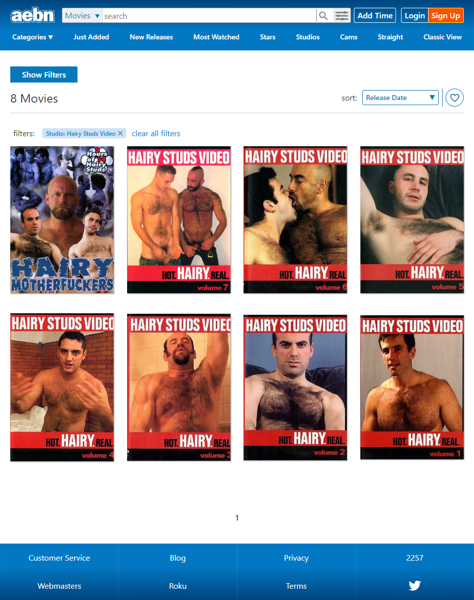 aebn
Movies ▼ search
Add Time
Login
Sign Up
Categories ▼
Just Added
New Releases
Most Watched
Stars
Studios
Cams
Straight
Classic View
Show Filters
8 Movies
sort:
Release Date ▼
filters:
Studio: Hairy Studs Video ✕
clear all filters
Hours of Hairy Studs!
HAIRY
MOTHERFUCKERS
HAIRY STUDS VIDEO
HOT. HAIRY. REAL.
volume 7
HAIRY STUDS VIDEO
HOT. HAIRY. REAL.
volume 6
HAIRY STUDS VIDEO
HOT. HAIRY. REAL.
volume 5
HAIRY STUDS VIDEO
HOT. HAIRY. REAL.
volume 4
HAIRY STUDS VIDEO
HOT. HAIRY. REAL.
volume 3
HAIRY STUDS VIDEO
HOT. HAIRY. REAL.
volume 2
HAIRY STUDS VIDEO
HOT. HAIRY. REAL.
volume 1
1
Customer Service
Blog
Privacy
2257
Webmasters
Roku
Terms